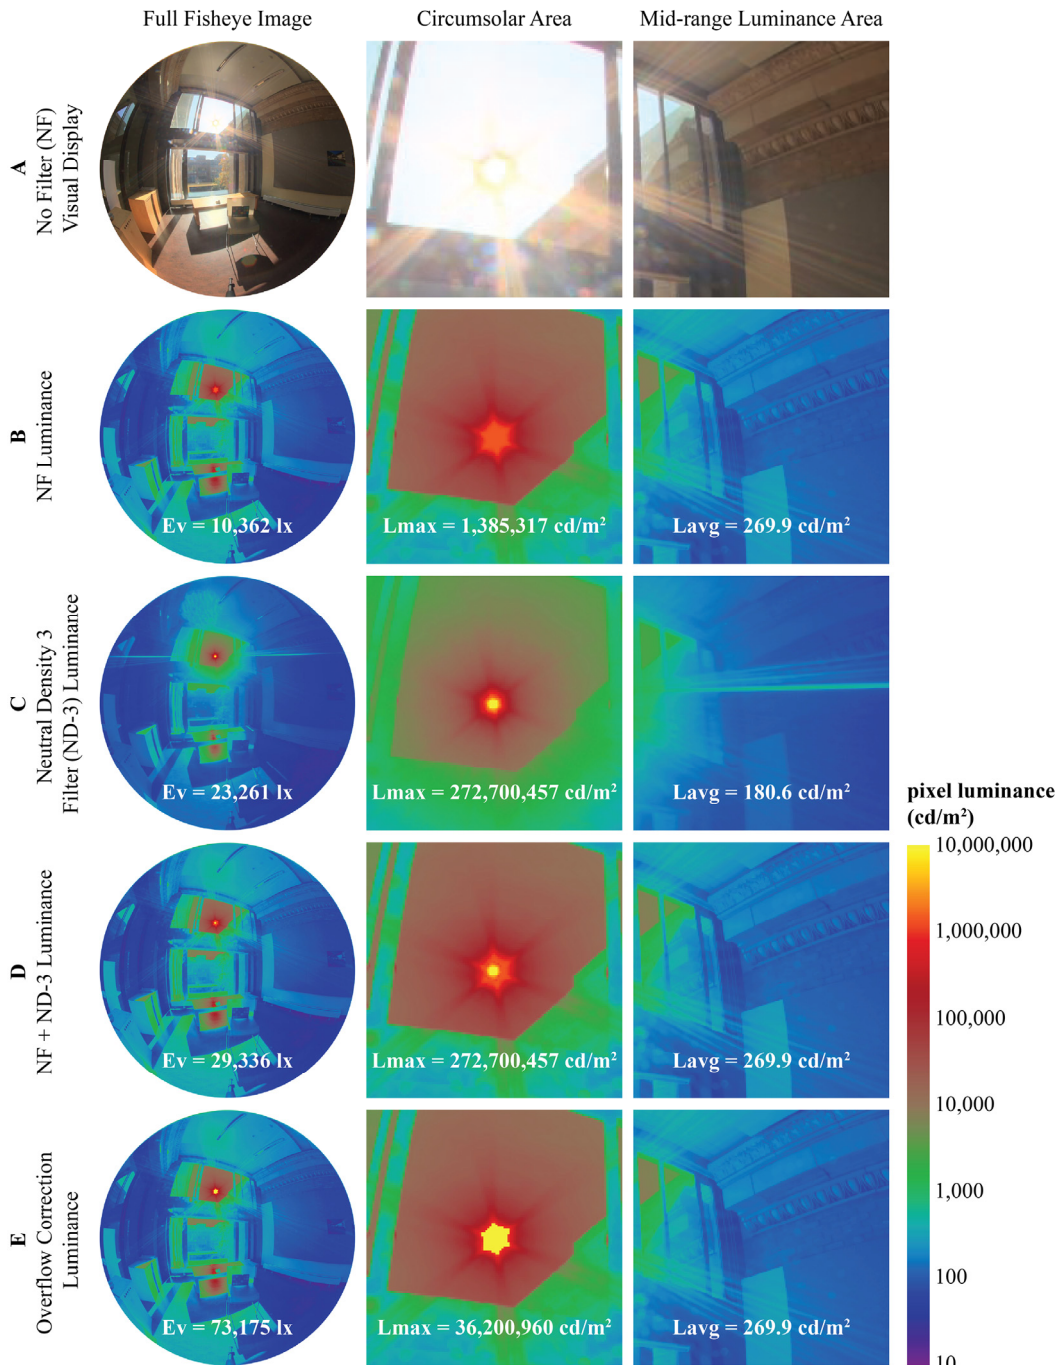 Full Fisheye Image
Circumsolar Area
Mid-range Luminance Area
A
No Filter (NF)
Visual Display
B
NF Luminance
Ev = 10,362 lx
Lmax = 1,385,317 cd/m²
Lavg = 269.9 cd/m²
C
Neutral Density 3
Filter (ND-3) Luminance
Ev = 23,261 lx
Lmax = 272,700,457 cd/m²
Lavg = 180.6 cd/m²
D
NF + ND-3 Luminance
Ev = 29,336 lx
Lmax = 272,700,457 cd/m²
Lavg = 269.9 cd/m²
E
Overflow Correction
Luminance
Ev = 73,175 lx
Lmax = 36,200,960 cd/m²
Lavg = 269.9 cd/m²
pixel luminance
(cd/m²)
10,000,000
1,000,000
100,000
10,000
1,000
100
10